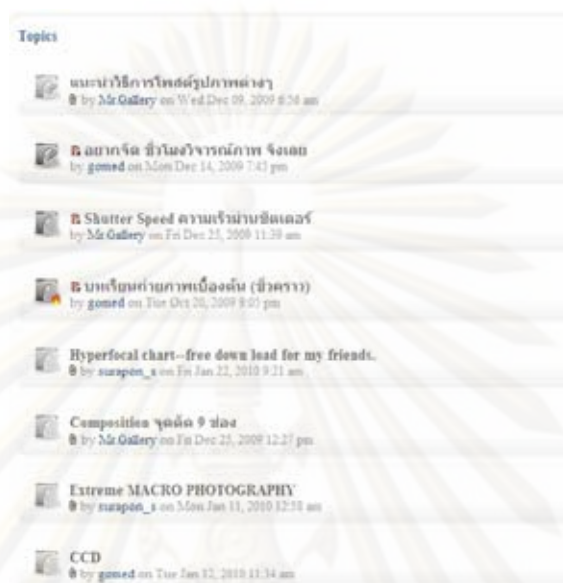 Topics
แนะนำวิธีการโพสต์รูปภาพต่างๆ
by Mr.Gallery on Wed Dec 09, 2009 am
อยากจัด ชั่วโมงวิจารณ์ภาพ จังเลย
by gomed on Mon Dec 14, 2009 7:43 pm
Shutter Speed ความเร็วม่านชัตเตอร์
by Mr.Gallery on Fri Dec 25, 2009 11:39 am
บทเรียนถ่ายภาพเบื้องต้น (ชั่วคราว)
by gomed on Tue Oct 20, 2009 9:05 pm
Hyperfocal chart--free down load for my friends.
by surapon_s on Fri Jan 22, 2010 9:21 am
Composition จุดตัด 9 ช่อง
by Mr.Gallery on Fri Dec 25, 2009 12:27 pm
Extreme MACRO PHOTOGRAPHY
by surapon_s on Mon Jan 11, 2010 12:58 am
CCD
by gomed on Tue Jan 12, 2010 11:34 am